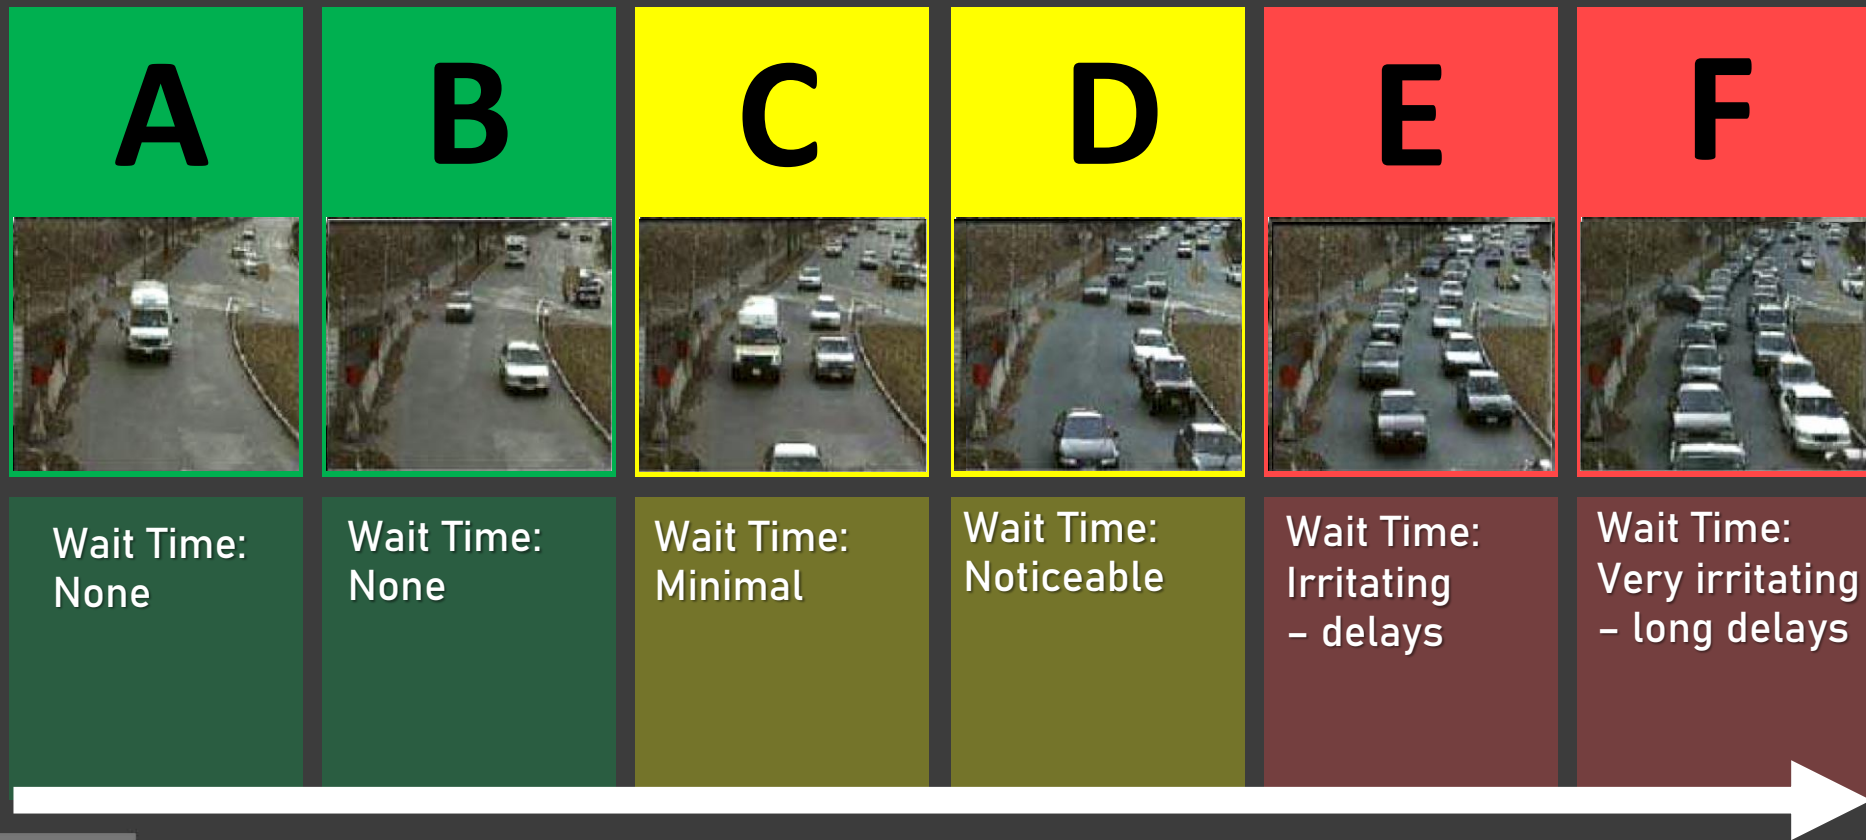 A
B
C
D
E
F
Wait Time:
None
Wait Time:
None
Wait Time:
Minimal
Wait Time:
Noticeable
Wait Time:
Irritating
– delays
Wait Time:
Very irritating
– long delays